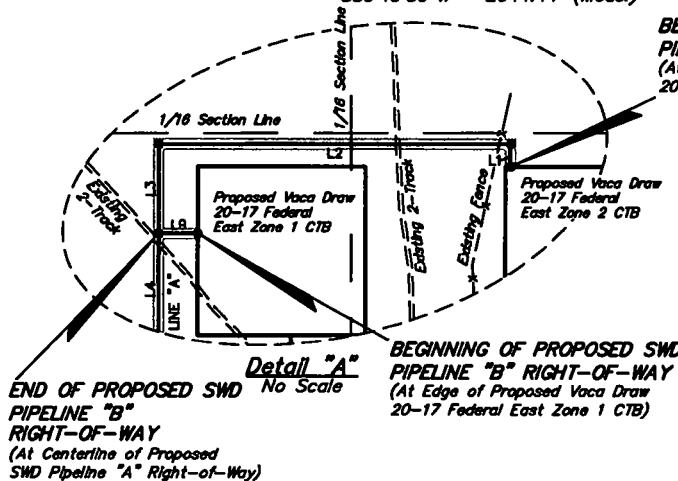 1/16 Section Line
1/16 Section Line
L2
L1
L3
Existing
2-Track
Proposed Vaca Draw
20-17 Federal
East Zone 1 CTB
Existing 2-Track
Existing Fence
Proposed Vaca Draw
20-17 Federal
East Zone 2 CTB
L4
LINE "A"
Detail "A"
No Scale
BEGINNING OF PROPOSED SWD
PIPELINE "B" RIGHT-OF-WAY
(At Edge of Proposed Vaca Draw
20-17 Federal East Zone 1 CTB)
END OF PROPOSED SWD
PIPELINE "B"
RIGHT-OF-WAY
(At Centerline of Proposed
SWD Pipeline "A" Right-of-Way)